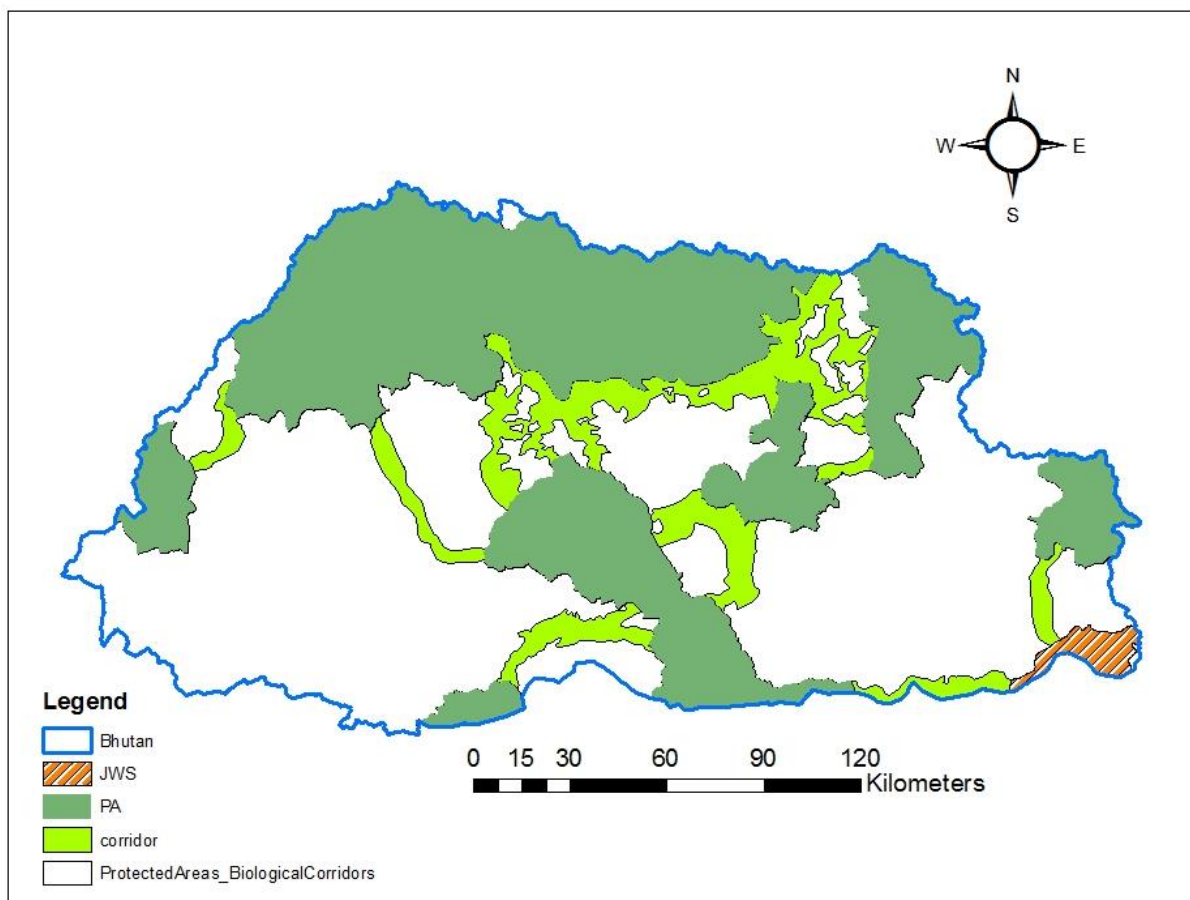 N
W E
S
Legend
Bhutan
JWS
PA
corridor
ProtectedAreas_BiologicalCorridors
0 15 30 60 90 120
Kilometers